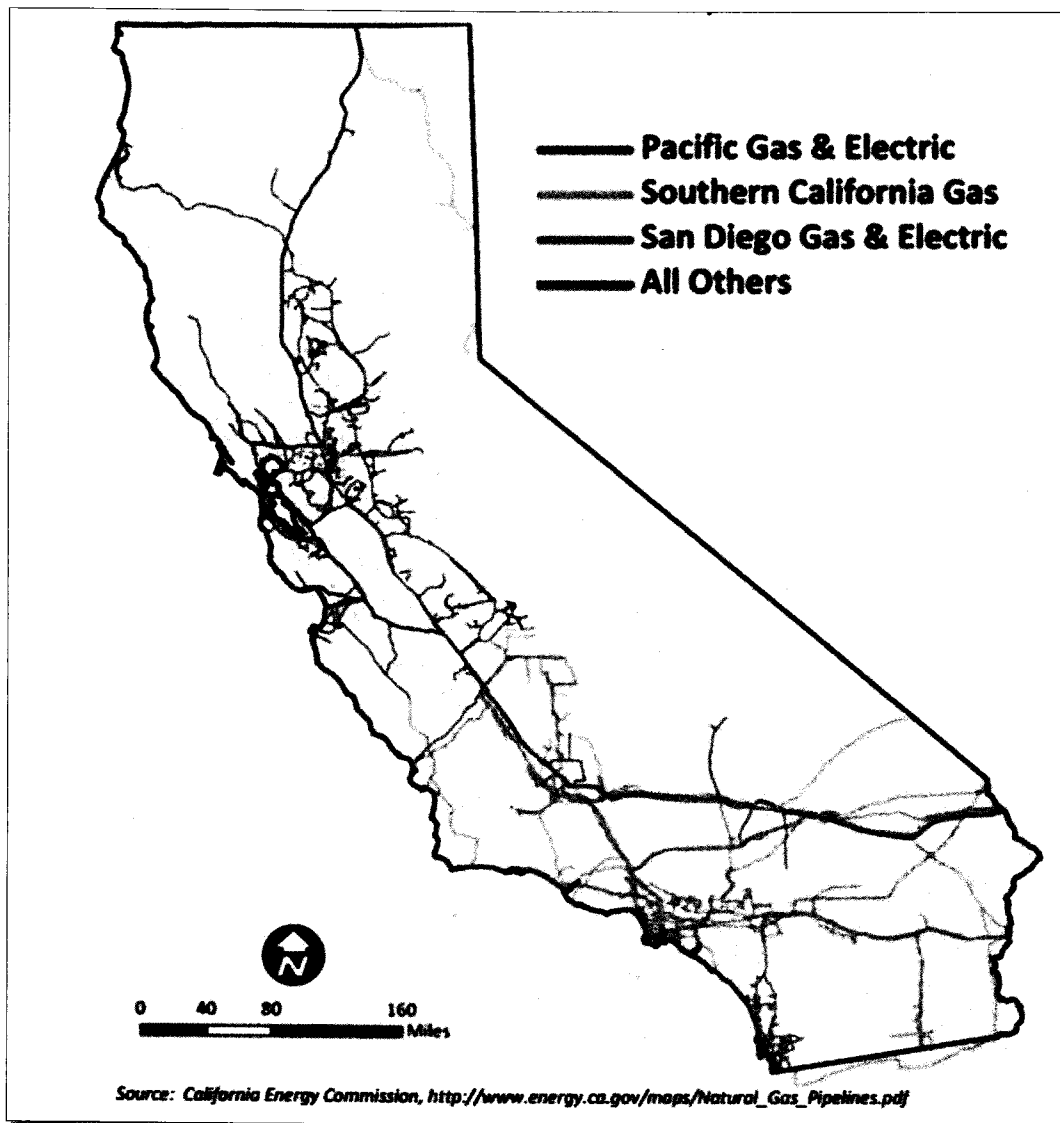 Pacific Gas & Electric
Southern California Gas
San Diego Gas & Electric
All Others
N
0 40 80 160
Miles
Source: California Energy Commission, http://www.energy.ca.gov/maps/Natural_Gas_Pipelines.pdf